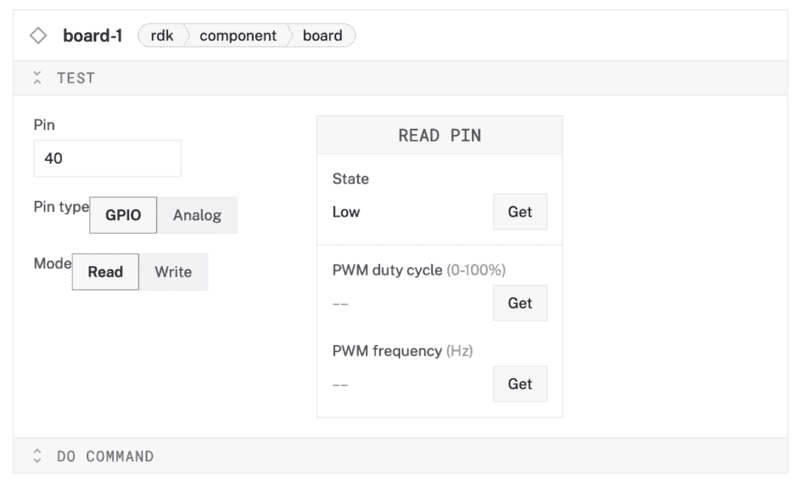 board-1 rdk component board
TEST
Pin
40
Pin type GPIO Analog
Mode Read Write
READ PIN
State
Low Get
PWM duty cycle (0-100%)
-- Get
PWM frequency (Hz)
-- Get
DO COMMAND